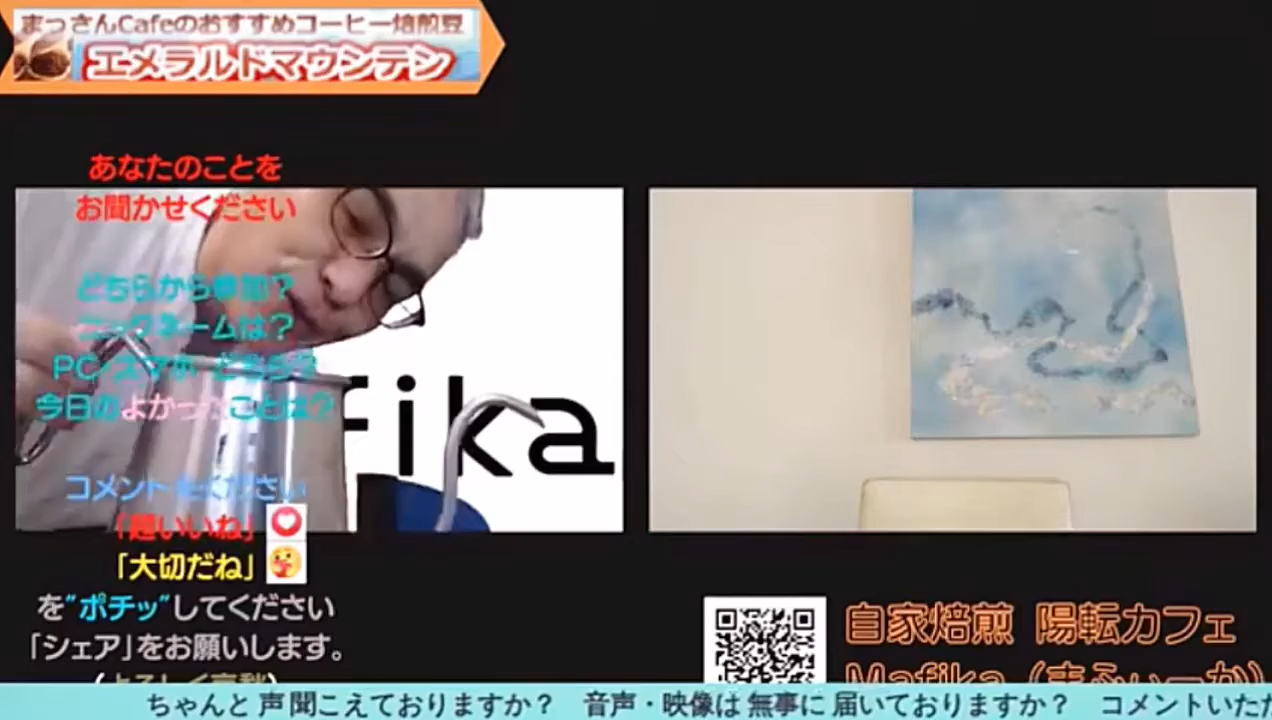 まっさんCafeのおすすめコーヒー焙煎豆
エメラルドマウンテン
あなたのことを
お聞かせください
どちらから参加?
ニックネームは?
PC・スマホ どちら?
今日のよかったことは?
fika
コメントをください
「超いいね」
「大切だね」
を"ポチッ"してください
「シェア」をお願いします。
自家焙煎 陽転カフェ
Mafika(まふぃーか)
ちゃんと声聞こえておりますか? 音声・映像は無事に届いておりますか? コメントいただ